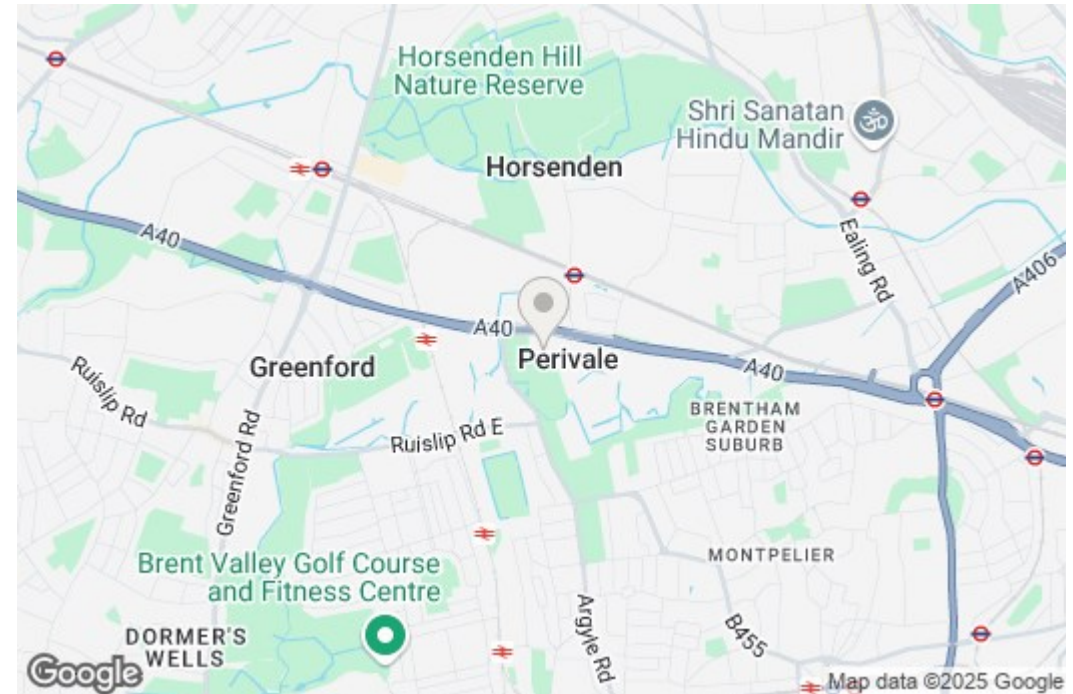 Horsenden Hill
Nature Reserve
Shri Sanatan
Hindu Mandir
Horsenden
A40
Ealing Rd
A406
A40
Greenford
Perivale
A40
Ruislip Rd
Greenford Rd
Ruislip Rd E
BRENTHAM
GARDEN
SUBURB
Brent Valley Golf Course
and Fitness Centre
MONTPELIER
Argyle Rd
B455
DORMER'S
WELLS
Google
Map data ©2025 Google